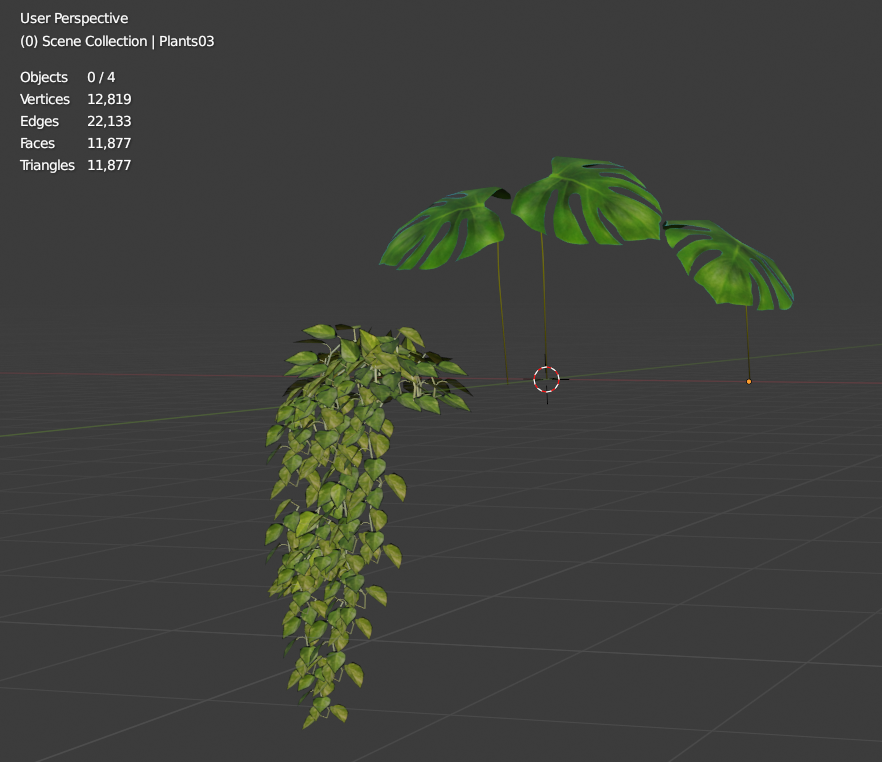 User Perspective
(0) Scene Collection | Plants03
Objects 0 / 4
Vertices 12,819
Edges 22,133
Faces 11,877
Triangles 11,877